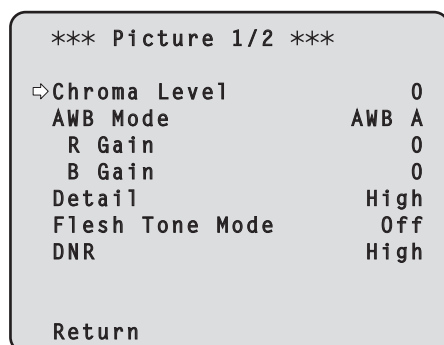 *** Picture 1/2 ***
⇨Chroma Level 0
AWB Mode AWB A
R Gain 0
B Gain 0
Detail High
Flesh Tone Mode Off
DNR High
Return